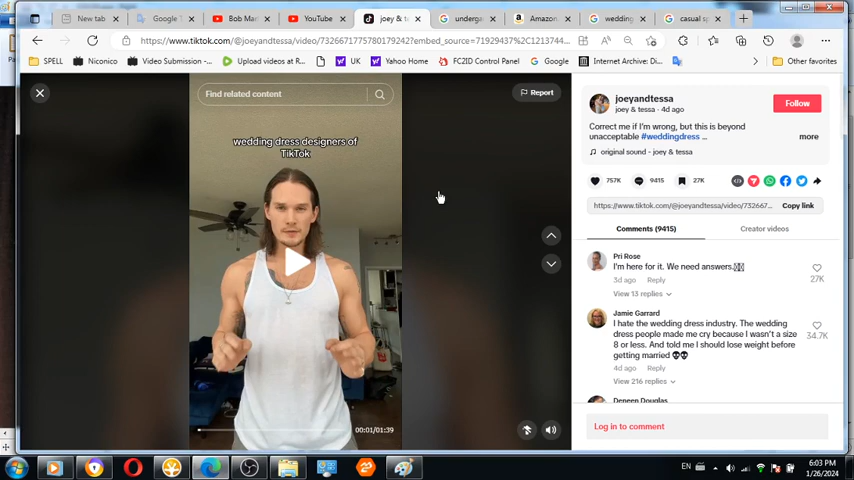 New tab
Google T
Bob Mar
YouTube
joey & t
underga
Amazon
wedding
casual sp
https://www.tiktok.com/@joeyandtessa/video/7326671775780179242?embed_source=71929437%2C1213744...
SPELL
Niconico
Video Submission -...
Upload videos at R...
UK
Yahoo Home
FC2ID Control Panel
Google
Internet Archive: Di...
Other favorites
Find related content
Report
wedding dress designers of
TikTok
00:01/01:39
joeyandtessa
joey & tessa · 4d ago
Follow
Correct me if I'm wrong, but this is beyond
unacceptable #weddingdress ...
more
original sound - joey & tessa
757K
9415
27K
https://www.tiktok.com/@joeyandtessa/video/73266​7...
Copy link
Comments (9415)
Creator videos
Pri Rose
I'm here for it. We need answers.
3d ago
Reply
27K
View 13 replies
Jamie Garrard
I hate the wedding dress industry. The wedding
dress people made me cry because I wasn't a size
8 or less. And told me I should lose weight before
getting married 💀💀
34.7K
4d ago
Reply
View 216 replies
Deneen Douglas
Log in to comment
EN
6:03 PM
1/26/2024